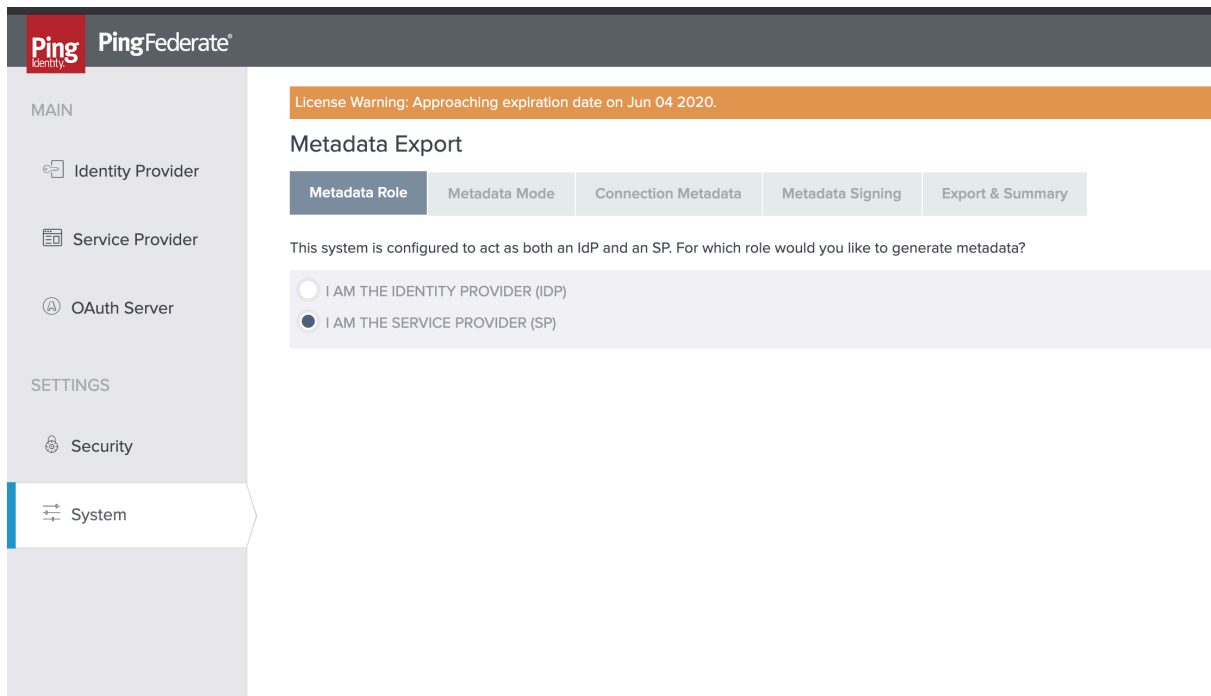 Ping
Identity.
PingFederate®
MAIN
Identity Provider
Service Provider
OAuth Server
SETTINGS
Security
System
License Warning: Approaching expiration date on Jun 04 2020.
Metadata Export
Metadata Role
Metadata Mode
Connection Metadata
Metadata Signing
Export & Summary
This system is configured to act as both an IdP and an SP. For which role would you like to generate metadata?
I AM THE IDENTITY PROVIDER (IDP)
I AM THE SERVICE PROVIDER (SP)